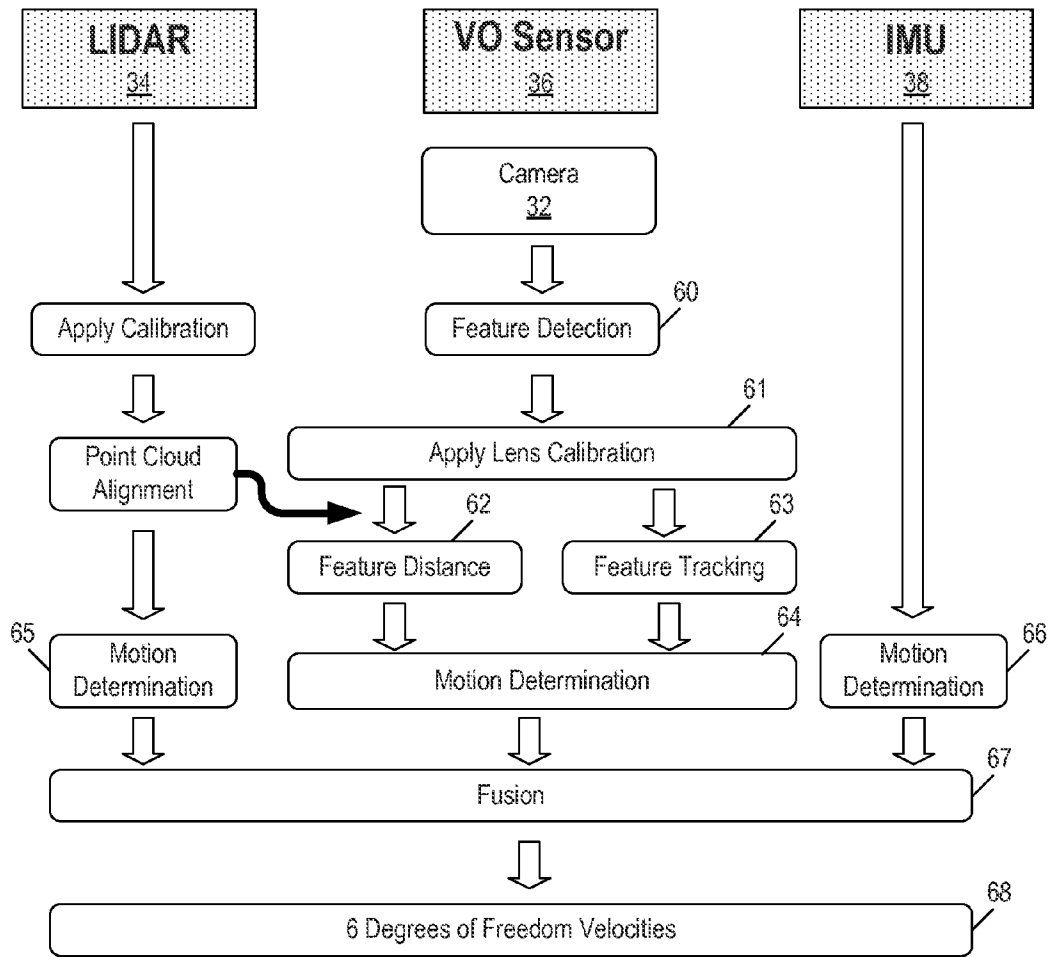 LIDAR
34
VO Sensor
36
IMU
38
Camera
32
Apply Calibration
Feature Detection
60
Point Cloud
Alignment
Apply Lens Calibration
61
Feature Distance
62
Feature Tracking
63
65
Motion
Determination
Motion Determination
64
Motion
Determination
66
Fusion
67
6 Degrees of Freedom Velocities
68